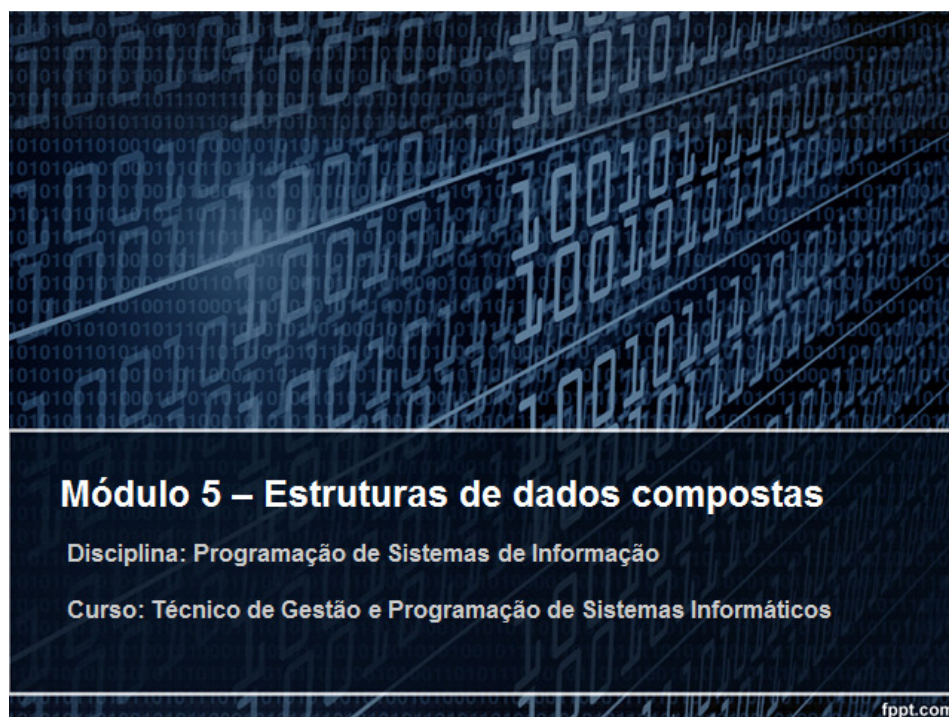 Módulo 5 – Estruturas de dados compostas
Disciplina: Programação de Sistemas de Informação
Curso: Técnico de Gestão e Programação de Sistemas Informáticos
fppt.com